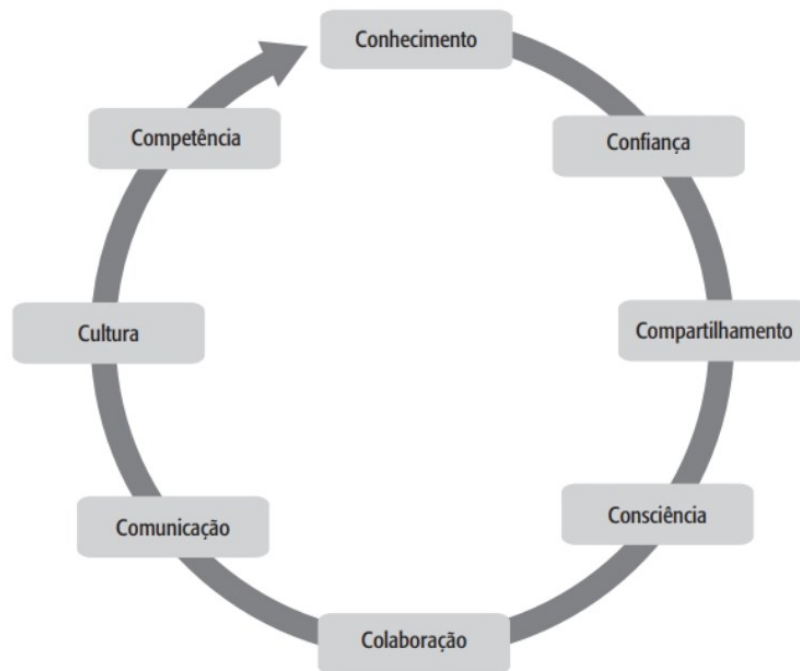 Conhecimento
Confiança
Compartilhamento
Consciência
Colaboração
Comunicação
Cultura
Competência